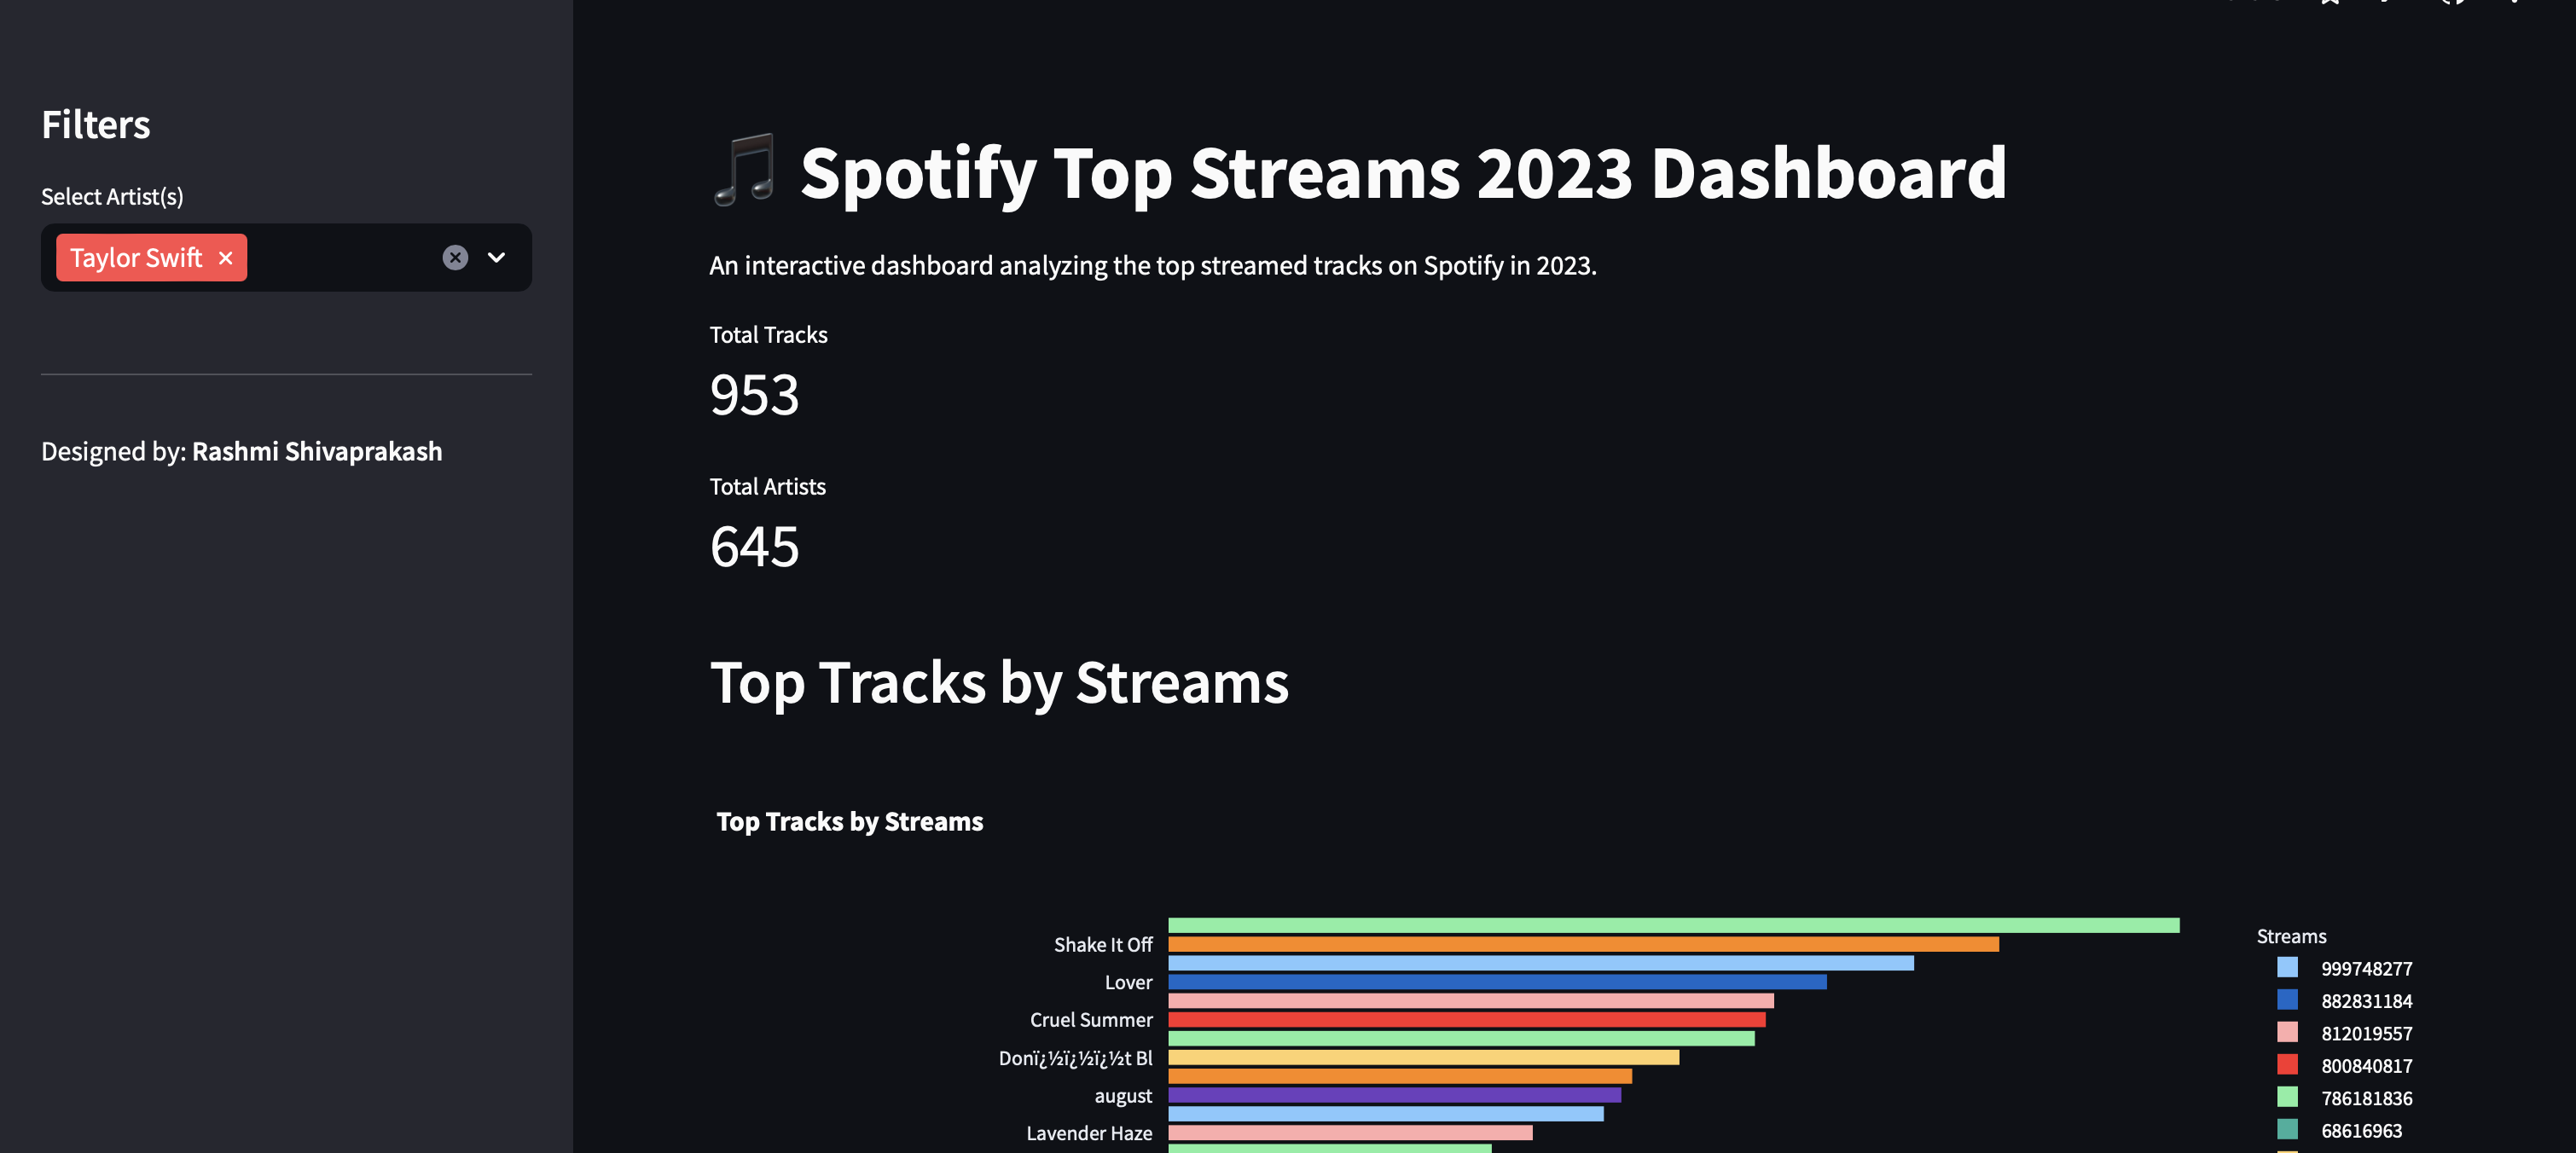 Filters
Select Artist(s)
Taylor Swift
Designed by: Rashmi Shivaprakash
Spotify Top Streams 2023 Dashboard
An interactive dashboard analyzing the top streamed tracks on Spotify in 2023.
Total Tracks
953
Total Artists
645
Top Tracks by Streams
Top Tracks by Streams
Shake It Off
Lover
Cruel Summer
Donï¿½ï¿½ï¿½t Bl
august
Lavender Haze
Streams
999748277
882831184
812019557
800840817
786181836
68616963